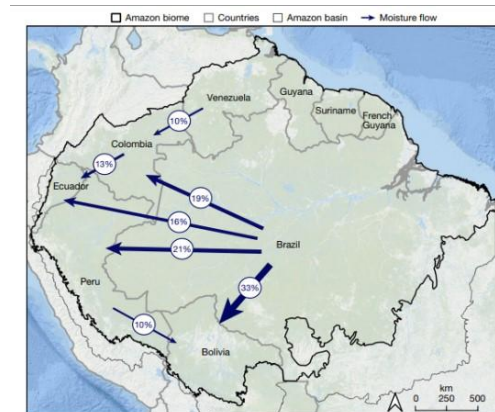 Amazon biome Countries Amazon basin Moisture flow
Guyana
Venezuela
Suriname
French
Guyana
10%
Colombia
13%
Ecuador
19%
16%
Brazil
21%
33%
Peru
10%
Bolivia
km
0 250 500